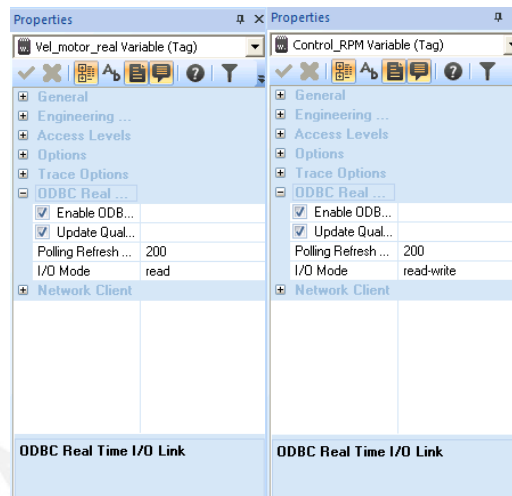 Properties
Vel_motor_real Variable (Tag)
General
Engineering ...
Access Levels
Options
Trace Options
ODBC Real ...
Enable ODB...
Update Qual...
Polling Refresh ... 200
I/O Mode read
Network Client
ODBC Real Time I/O Link
Properties
Control_RPM Variable (Tag)
General
Engineering ...
Access Levels
Options
Trace Options
ODBC Real ...
Enable ODB...
Update Qual...
Polling Refresh ... 200
I/O Mode read-write
Network Client
ODBC Real Time I/O Link